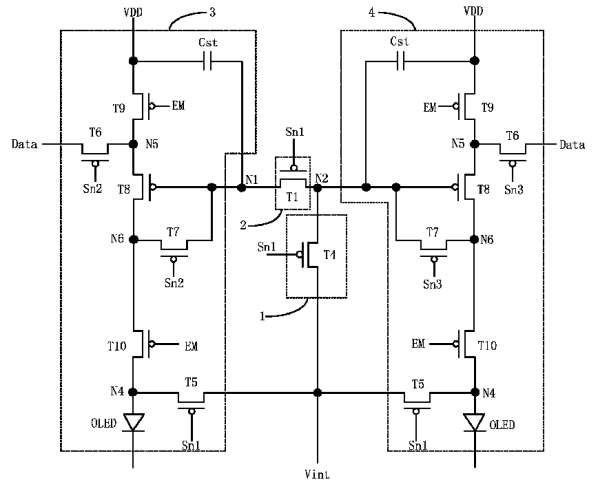 VDD 3 4 VDD
Cst Cst
T9 EM EM T9
Data T6 N5 N5 T6 Data
Sn1
Sn2 Sn3
T8 N1 N2 T8
T1
T7 2 T7
N6 Sn1 T4 N6
Sn2 Sn3
1
T10 EM EM T10
N4 T5 T5 N4
OLED OLED
Sn1 Sn1
Vint